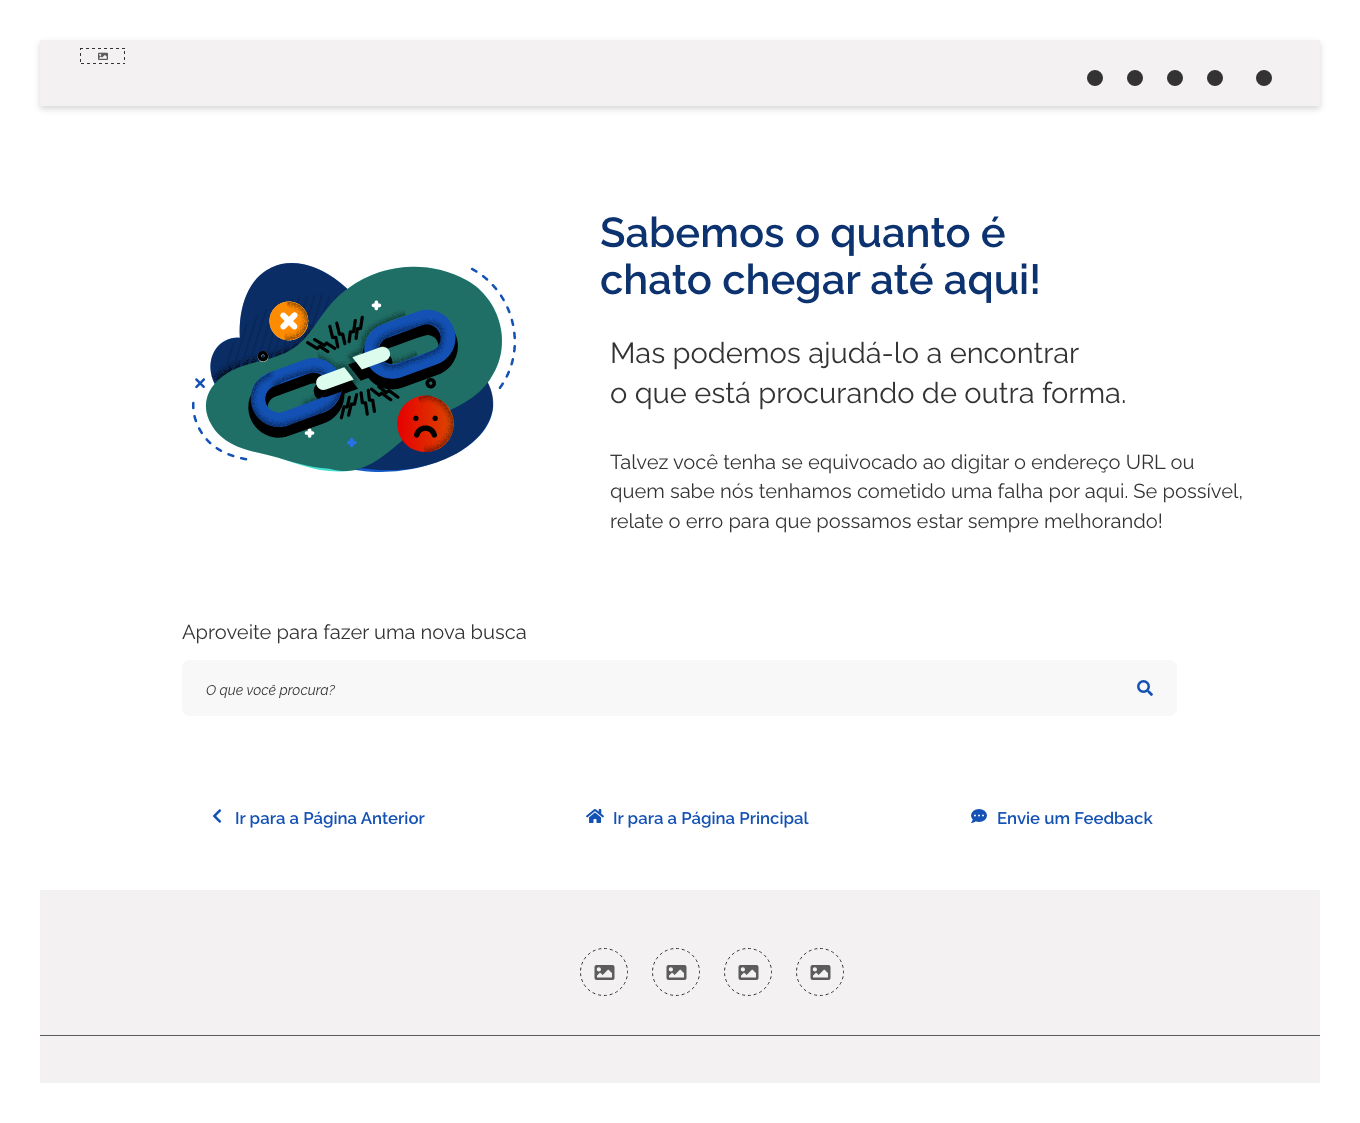 Sabemos o quanto é
chato chegar até aqui!
Mas podemos ajudá-lo a encontrar
o que está procurando de outra forma.
Talvez você tenha se equivocado ao digitar o endereço URL ou
quem sabe nós tenhamos cometido uma falha por aqui. Se possível,
relate o erro para que possamos estar sempre melhorando!
Aproveite para fazer uma nova busca
O que você procura?
Ir para a Página Anterior
Ir para a Página Principal
Envie um Feedback